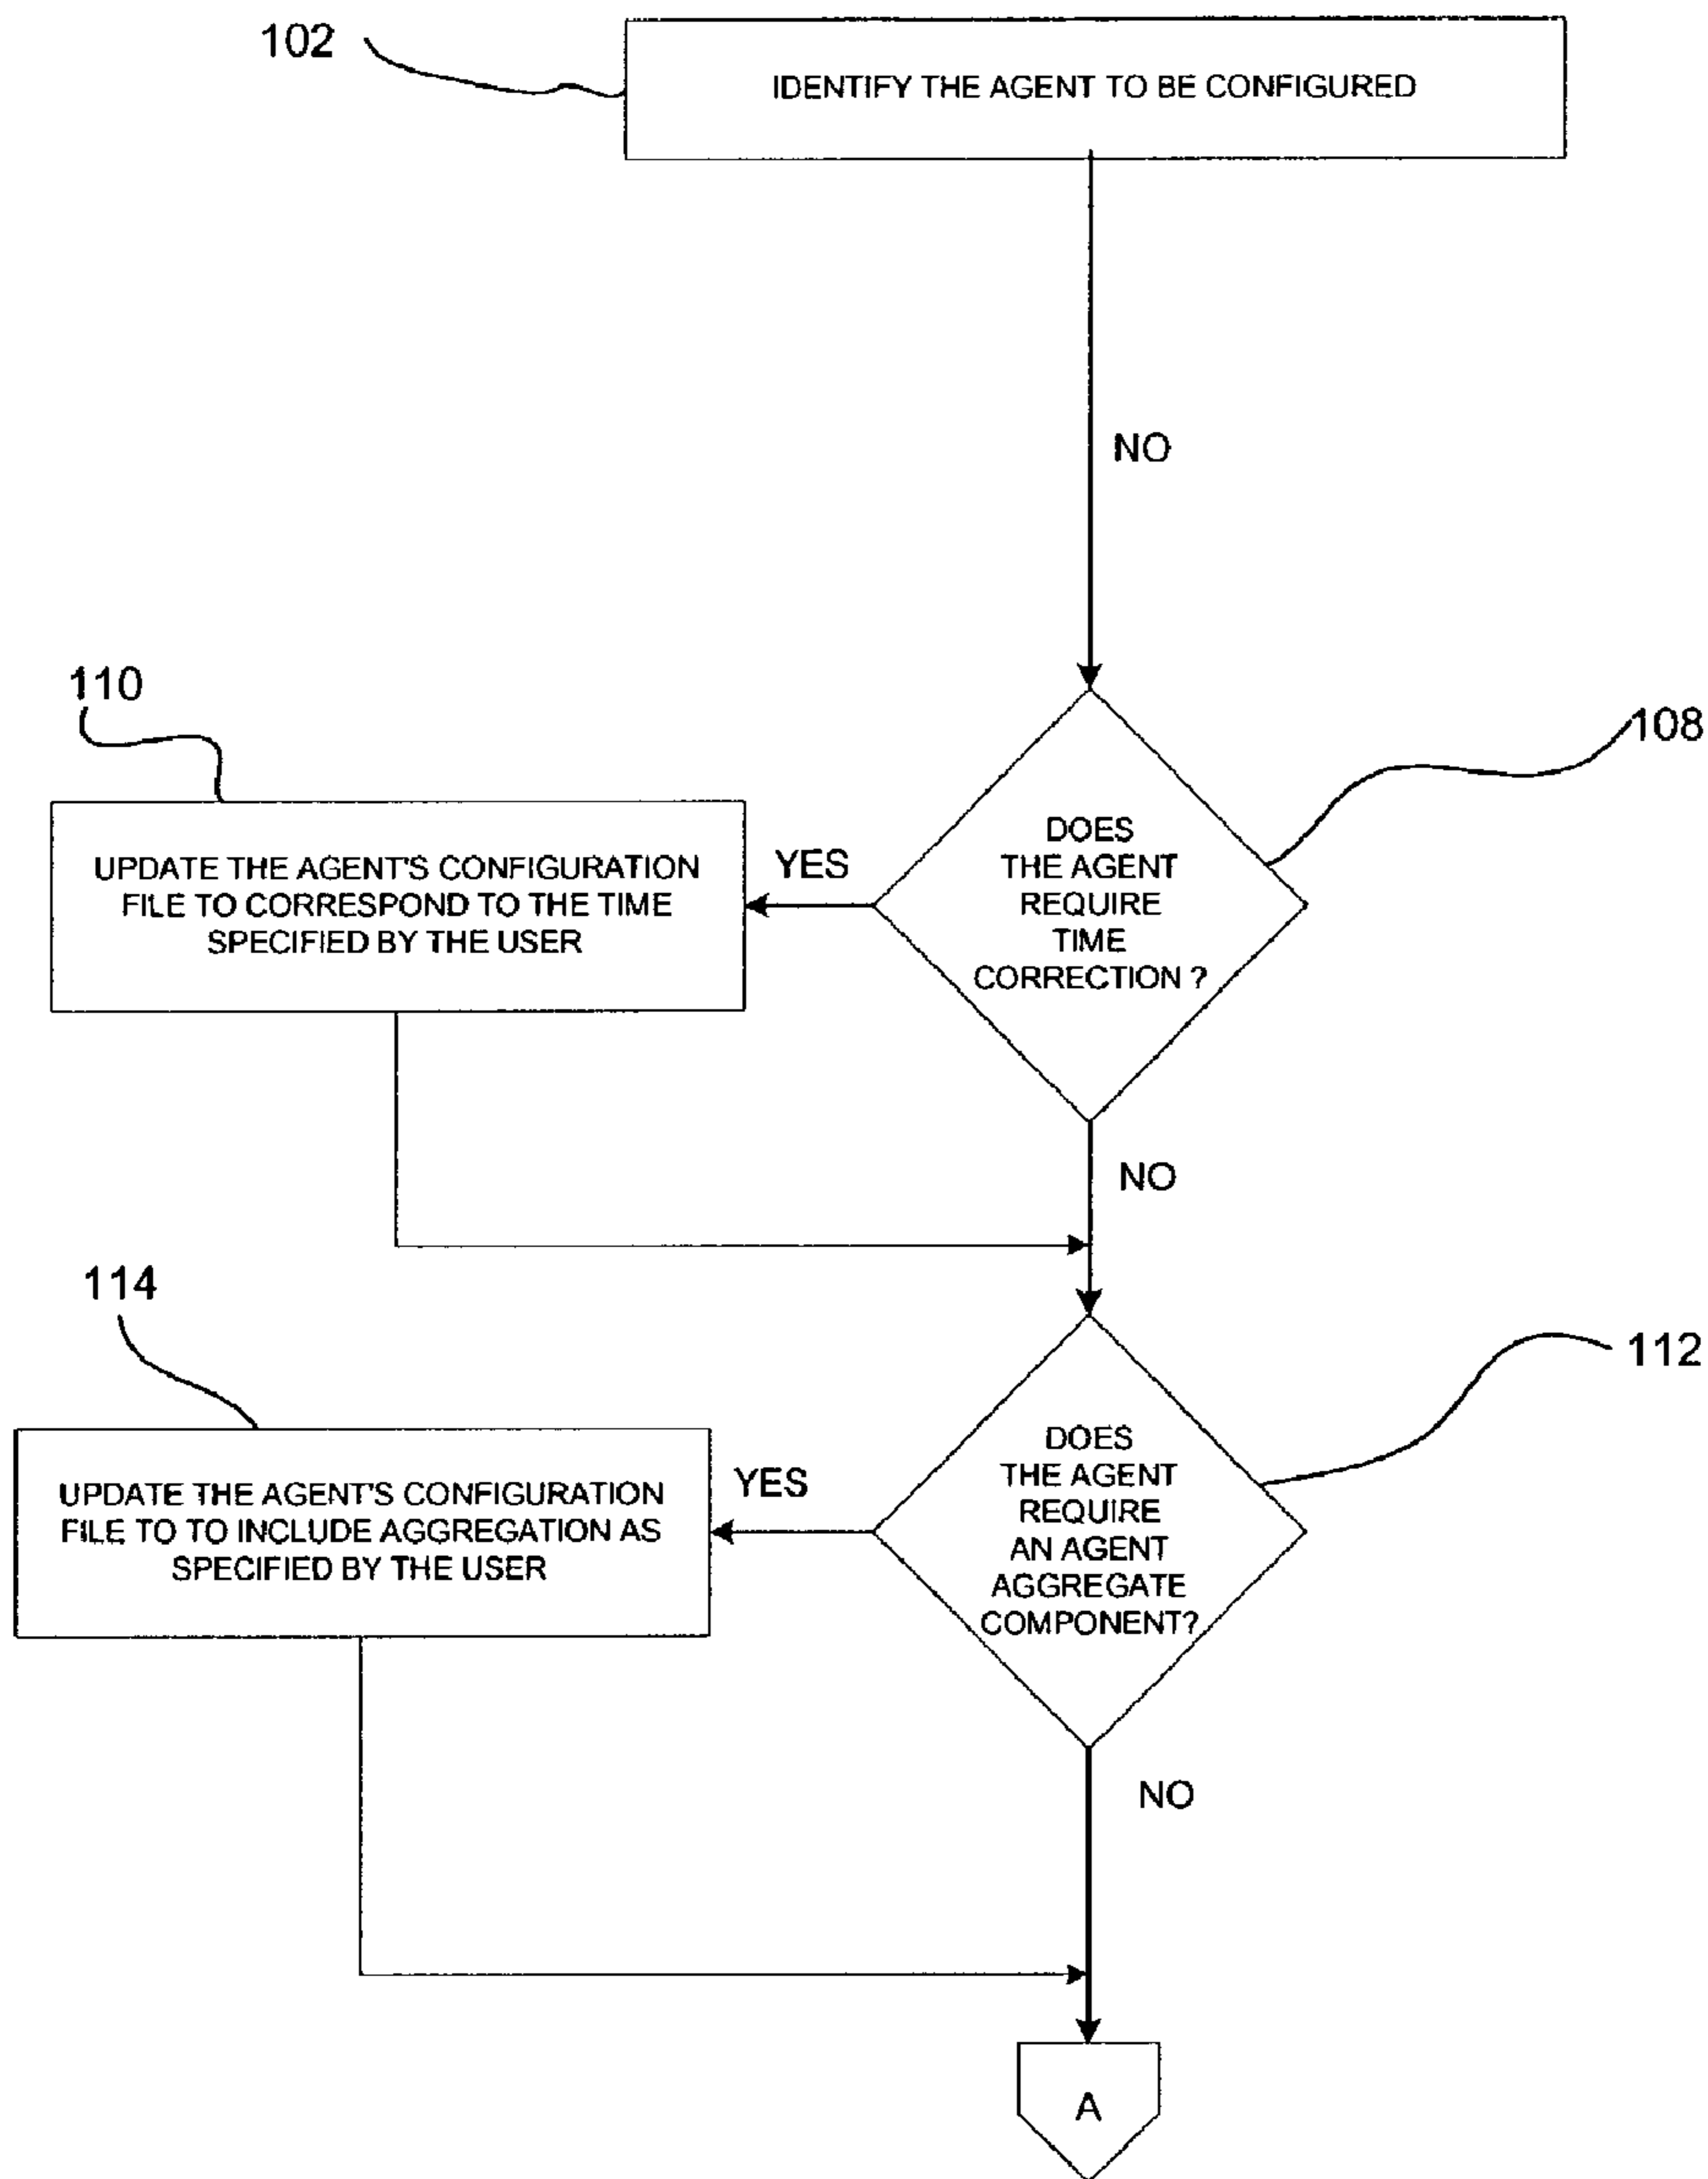 102
IDENTIFY THE AGENT TO BE CONFIGURED
NO
110
108
DOES
THE AGENT
REQUIRE
TIME
CORRECTION ?
YES
UPDATE THE AGENT'S CONFIGURATION
FILE TO CORRESPOND TO THE TIME
SPECIFIED BY THE USER
NO
114
112
DOES
THE AGENT
REQUIRE
AN AGENT
AGGREGATE
COMPONENT?
YES
UPDATE THE AGENT'S CONFIGURATION
FILE TO TO INCLUDE AGGREGATION AS
SPECIFIED BY THE USER
NO
A